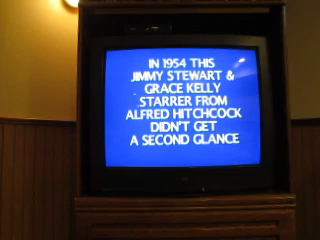 IN 1954 THIS
JIMMY STEWART &
GRACE KELLY
STARRER FROM
ALFRED HITCHCOCK
DIDN'T GET
A SECOND GLANCE